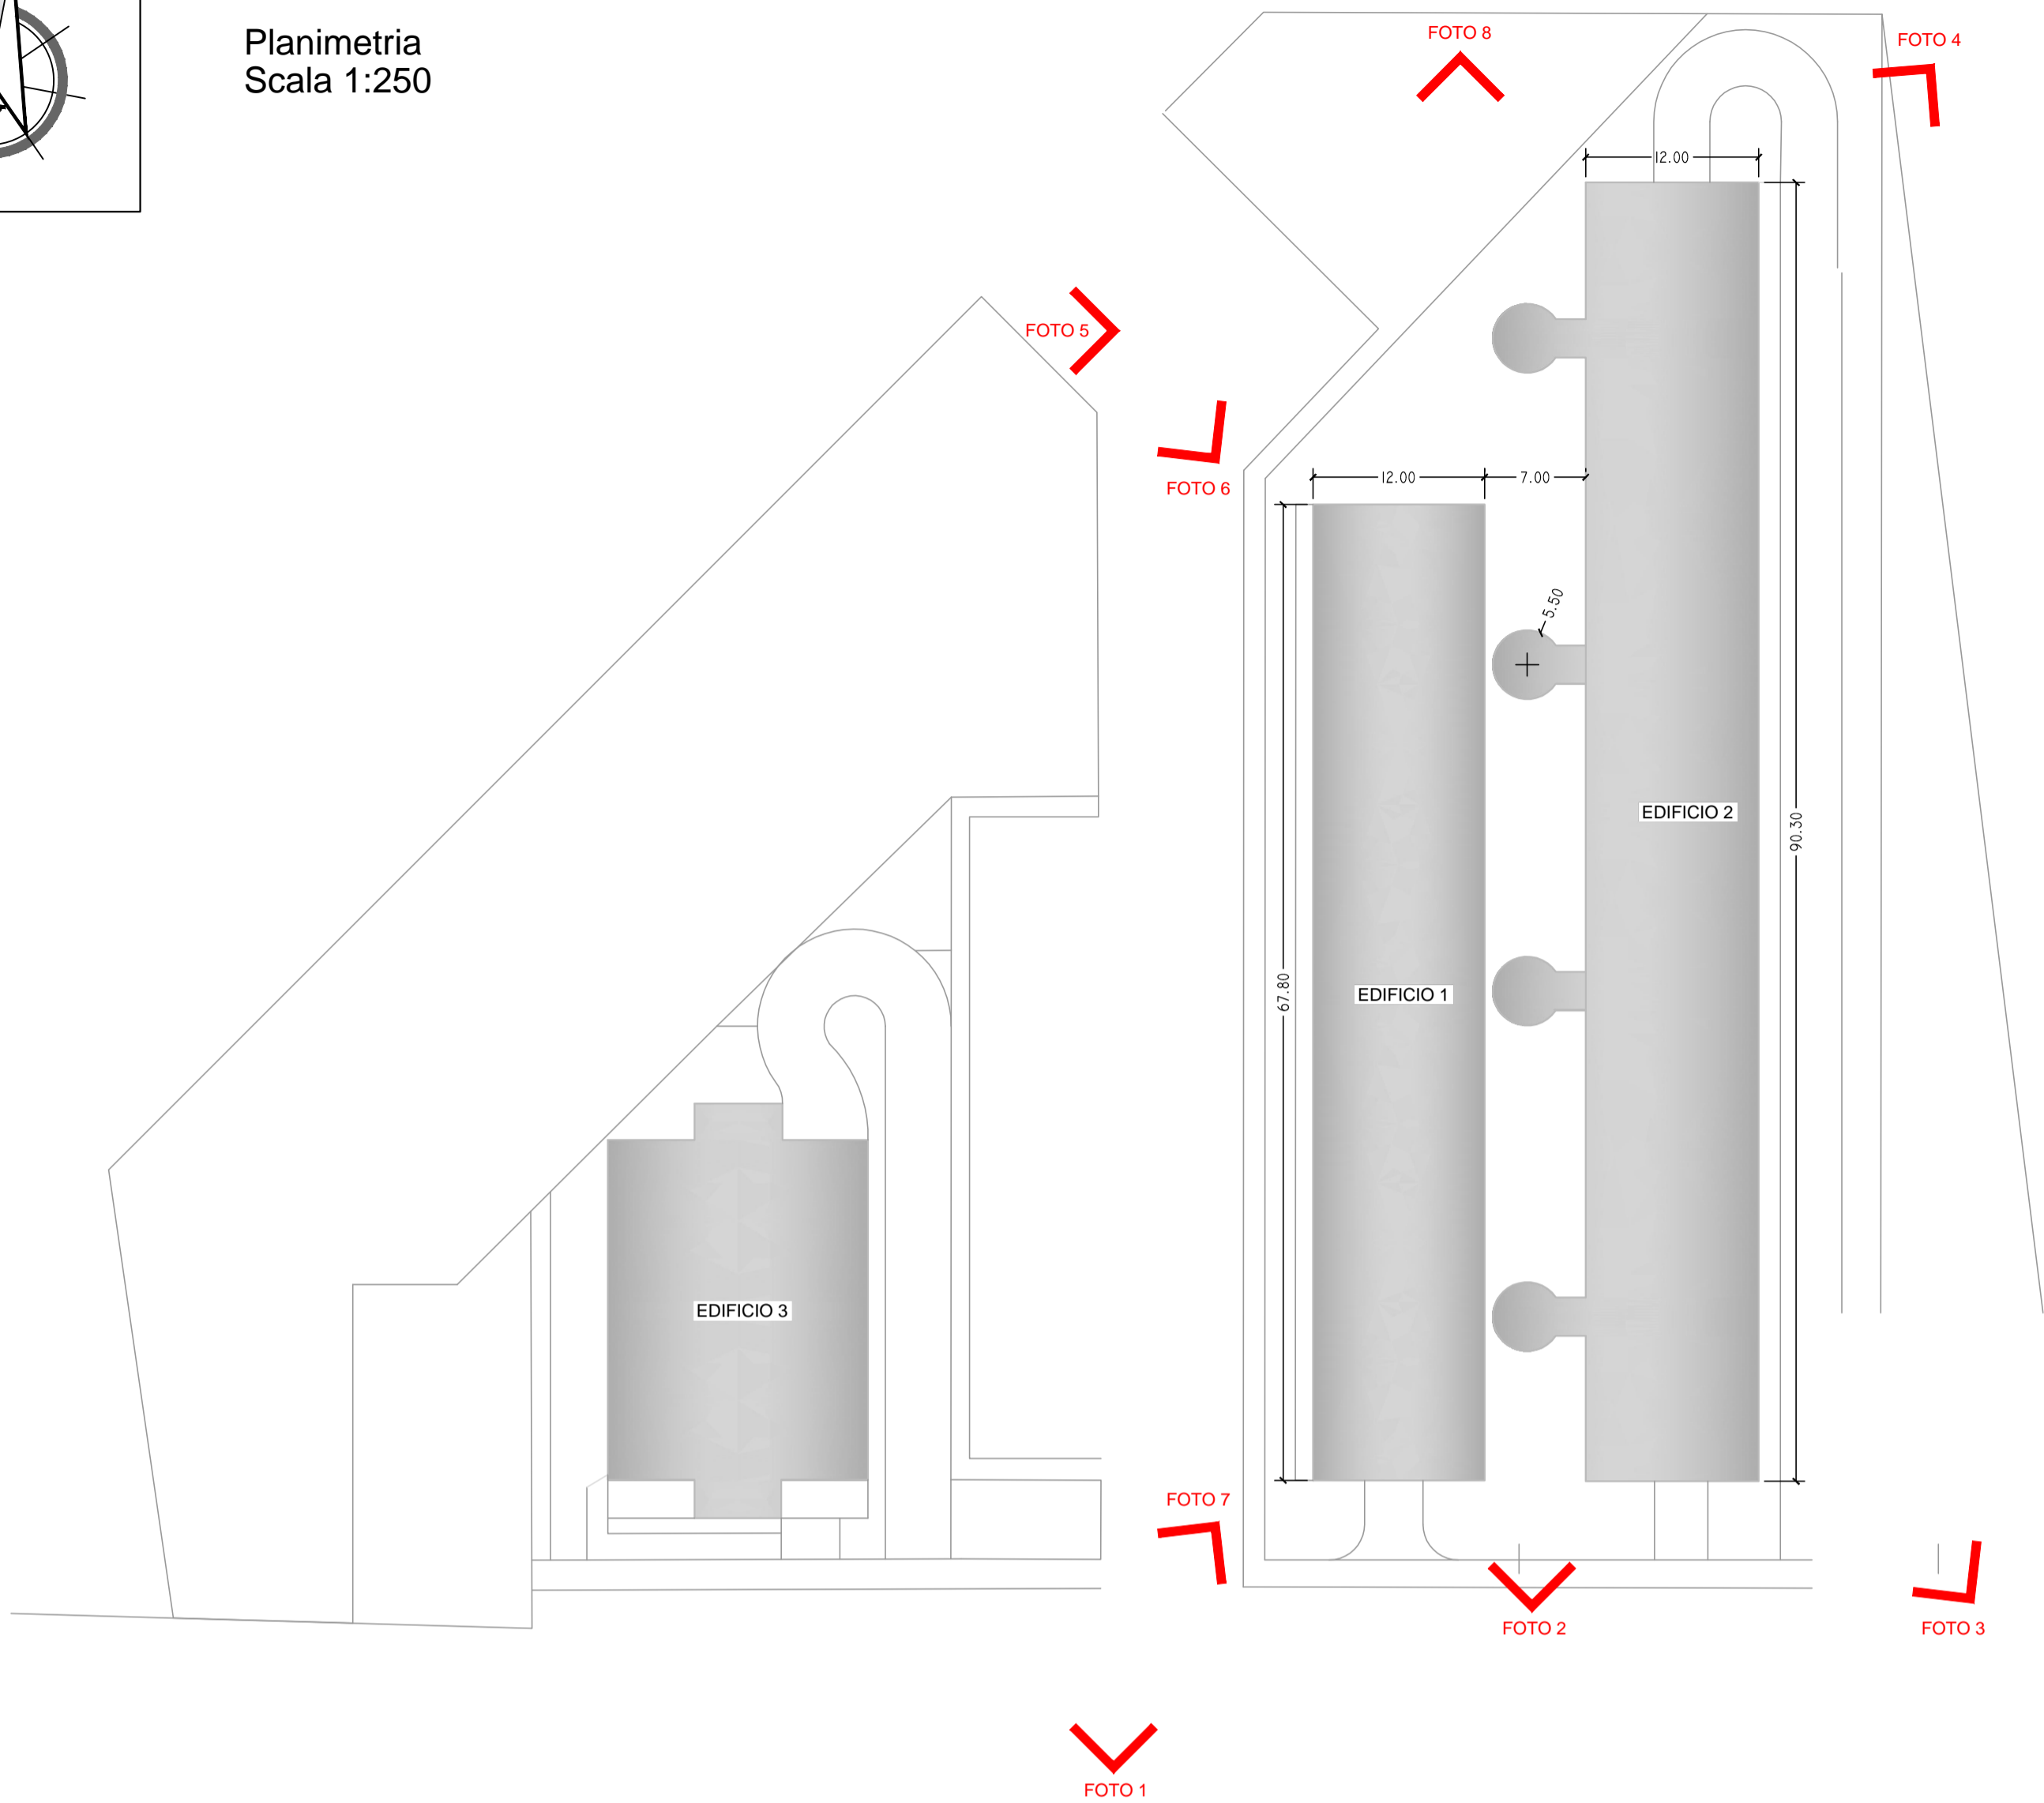 Planimetria
Scala 1:250
FOTO 8
FOTO 4
12.00
FOTO 5
FOTO 6
12.00
7.00
5.50
EDIFICIO 2
90.30
67.80
EDIFICIO 1
EDIFICIO 3
FOTO 7
FOTO 2
FOTO 3
FOTO 1